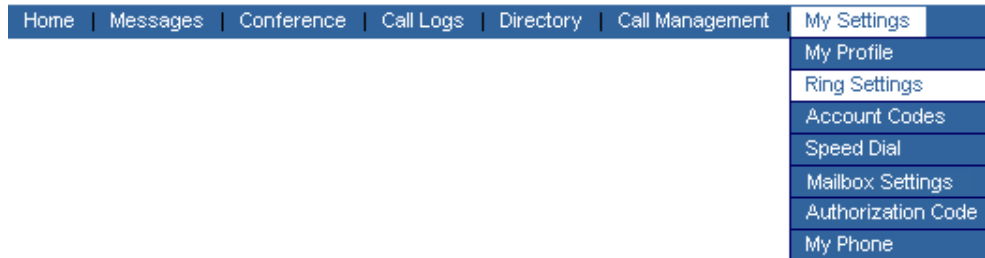 Home | Messages | Conference | Call Logs | Directory | Call Management | My Settings
My Profile
Ring Settings
Account Codes
Speed Dial
Mailbox Settings
Authorization Code
My Phone